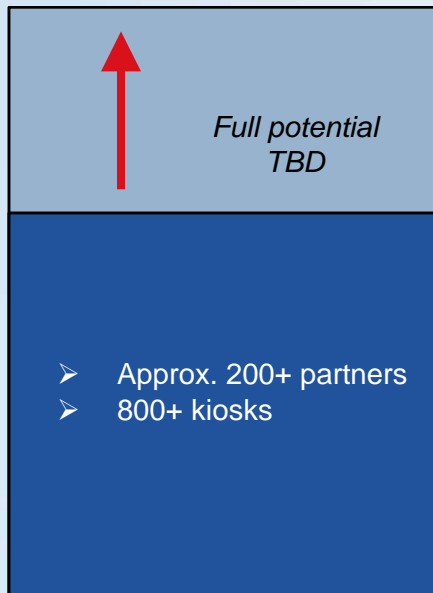 Full potential
TBD
➢ Approx. 200+ partners
➢ 800+ kiosks